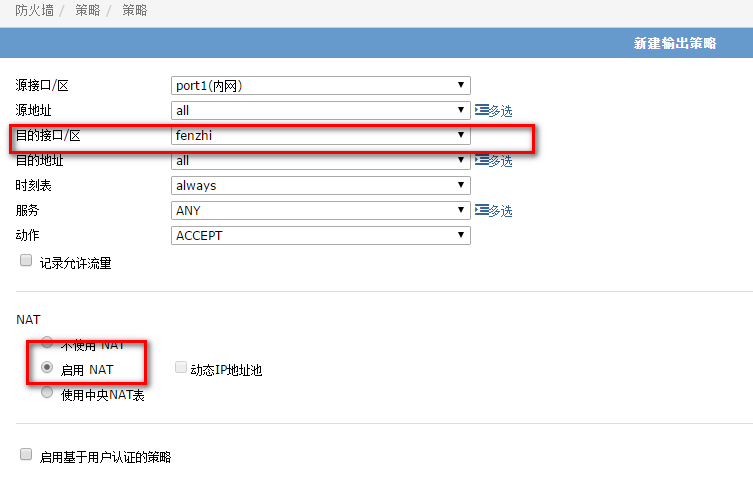 防火墙 / 策略 / 策略
新建输出策略
源接口/区 port1(内网)
源地址 all 多选
目的接口/区 fenzhi
目的地址 all 多选
时刻表 always
服务 ANY 多选
动作 ACCEPT
记录允许流量
NAT
不使用 NAT
启用 NAT 动态IP地址池
使用中央NAT表
启用基于用户认证的策略